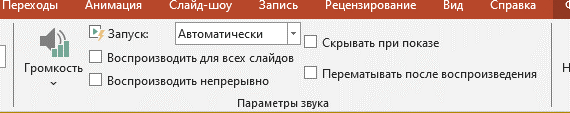 Переходы Анимация Слайд-шоу Запись Рецензирование Вид Справка
Запуск: Автоматически Скрывать при показе
Громкость Воспроизводить для всех слайдов
Воспроизводить непрерывно Перематывать после воспроизведения
Параметры звука